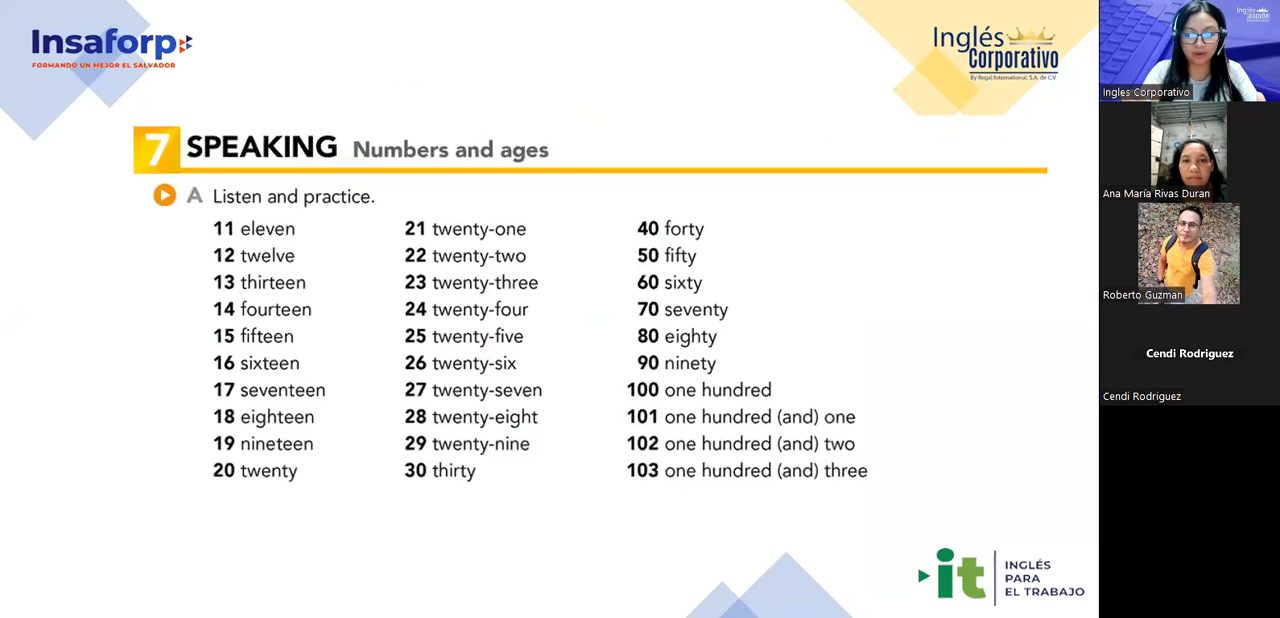 Insaforp
FORMANDO UN MEJOR EL SALVADOR
Inglés
Corporativo
By Regal International, S.A. de C.V
7 SPEAKING Numbers and ages
A Listen and practice.
11 eleven
12 twelve
13 thirteen
14 fourteen
15 fifteen
16 sixteen
17 seventeen
18 eighteen
19 nineteen
20 twenty
21 twenty-one
22 twenty-two
23 twenty-three
24 twenty-four
25 twenty-five
26 twenty-six
27 twenty-seven
28 twenty-eight
29 twenty-nine
30 thirty
40 forty
50 fifty
60 sixty
70 seventy
80 eighty
90 ninety
100 one hundred
101 one hundred (and) one
102 one hundred (and) two
103 one hundred (and) three
it
INGLÉS
PARA
EL TRABAJO
Inglés
Ingles Corporativo
Ana María Rivas Duran
Roberto Guzman
Cendi Rodriguez
Cendi Rodriguez